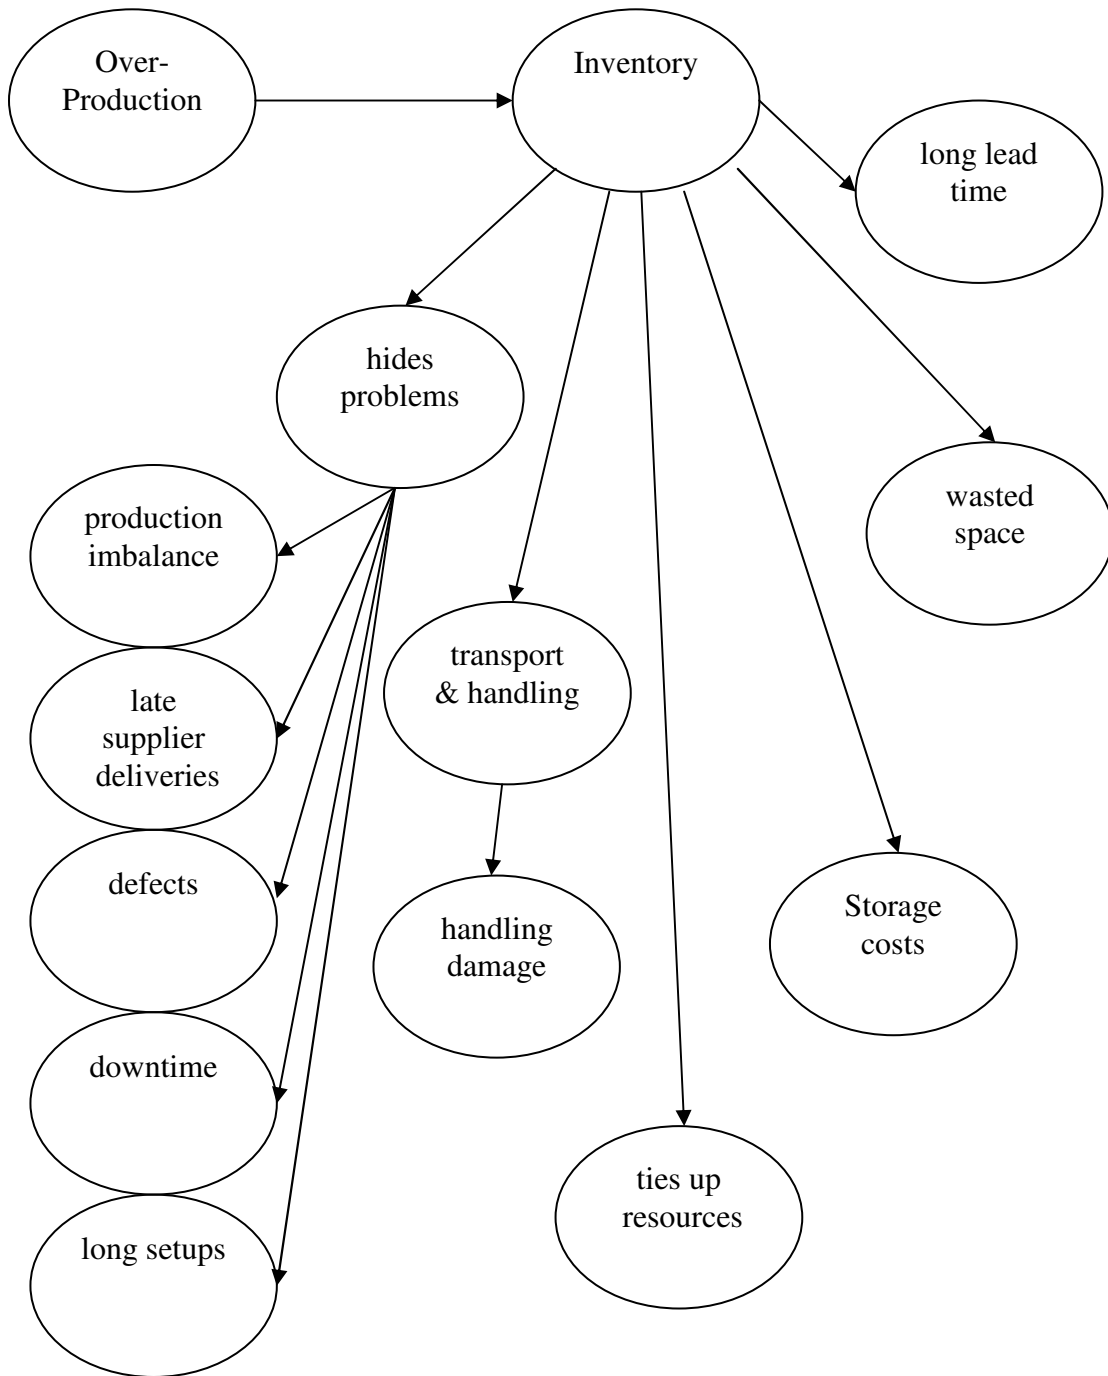 Over-
Production
Inventory
long lead
time
hides
problems
wasted
space
production
imbalance
transport
& handling
late
supplier
deliveries
defects
Storage
costs
handling
damage
downtime
ties up
resources
long setups